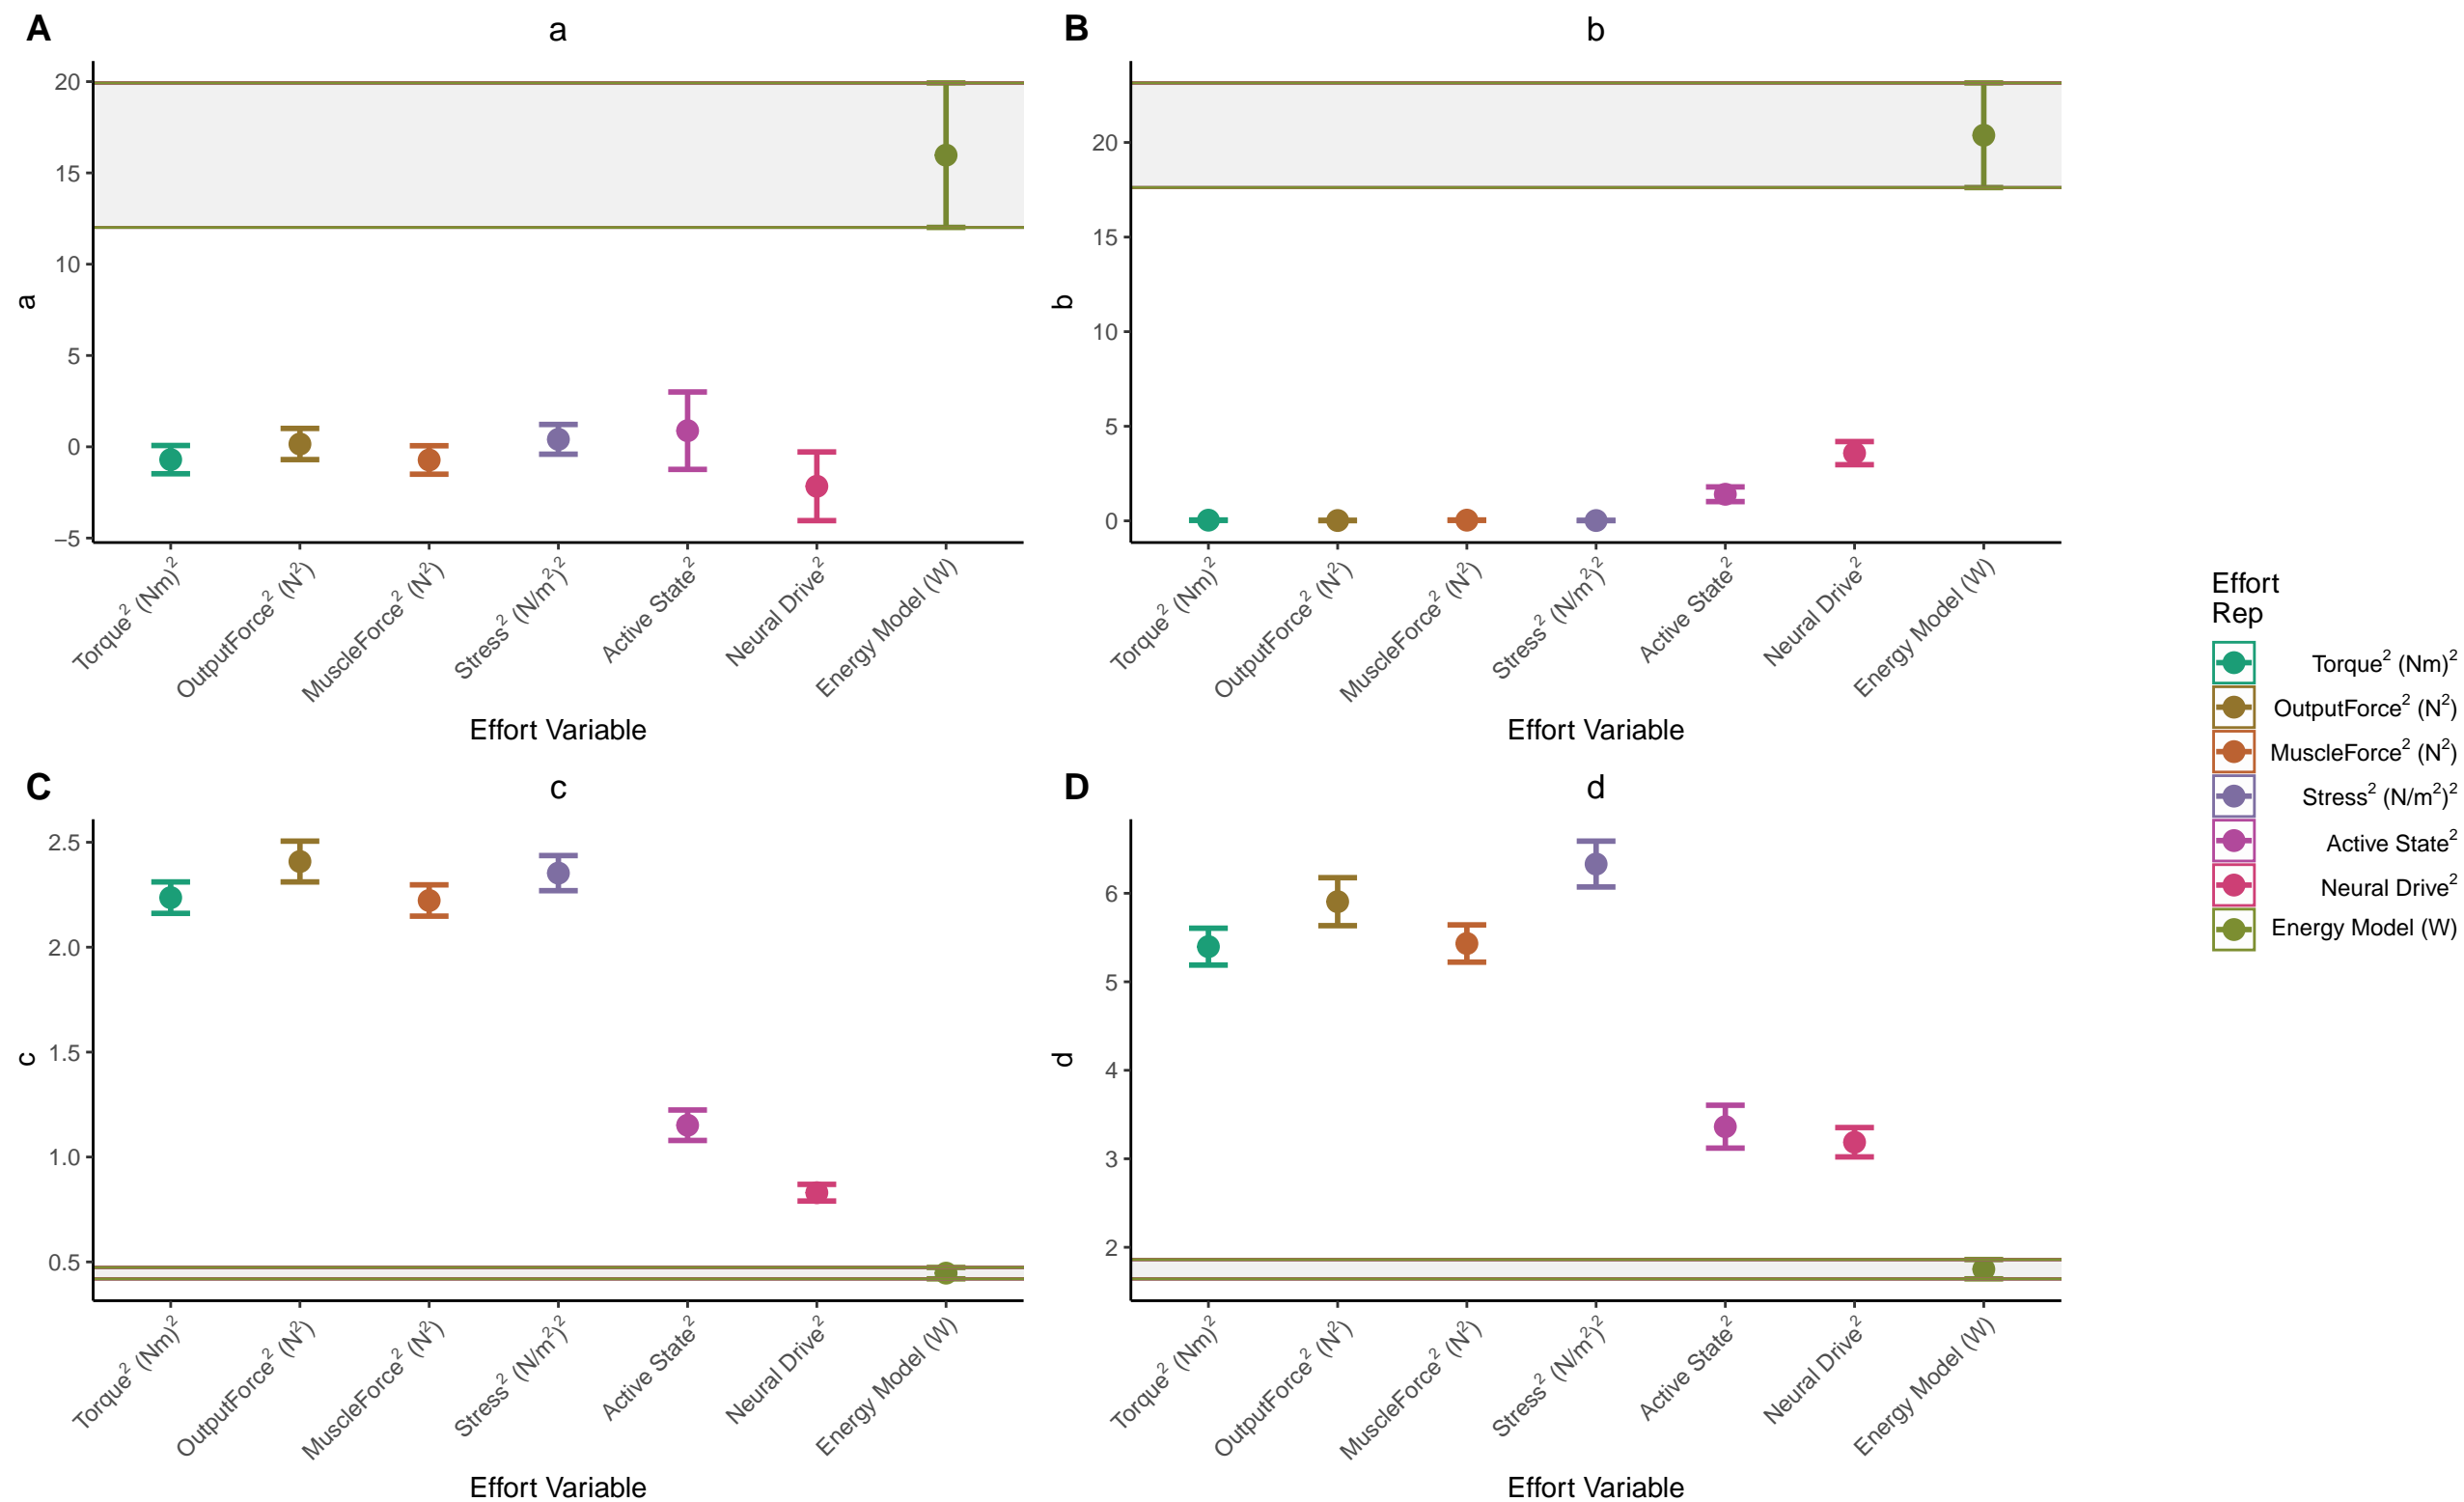 A
a
20
15
10
5
0
−5
a
Torque² (Nm)²
OutputForce² (N²)
MuscleForce² (N²)
Stress² (N/m²)²
Active State²
Neural Drive²
Energy Model (W)
Effort Variable
B
b
20
15
10
5
0
b
Torque² (Nm)²
OutputForce² (N²)
MuscleForce² (N²)
Stress² (N/m²)²
Active State²
Neural Drive²
Energy Model (W)
Effort Variable
C
c
2.5
2.0
1.5
1.0
0.5
c
Torque² (Nm)²
OutputForce² (N²)
MuscleForce² (N²)
Stress² (N/m²)²
Active State²
Neural Drive²
Energy Model (W)
Effort Variable
D
d
6
5
4
3
2
d
Torque² (Nm)²
OutputForce² (N²)
MuscleForce² (N²)
Stress² (N/m²)²
Active State²
Neural Drive²
Energy Model (W)
Effort Variable
Effort
Rep
Torque² (Nm)²
OutputForce² (N²)
MuscleForce² (N²)
Stress² (N/m²)²
Active State²
Neural Drive²
Energy Model (W)